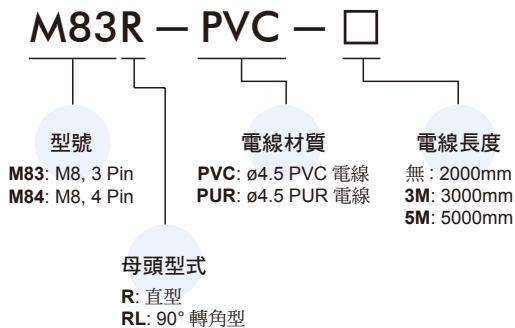 M83R — PVC — □
型號
M83: M8, 3 Pin
M84: M8, 4 Pin
電線材質
PVC: ø4.5 PVC 電線
PUR: ø4.5 PUR 電線
電線長度
無 : 2000mm
3M: 3000mm
5M: 5000mm
母頭型式
R: 直型
RL: 90° 轉角型